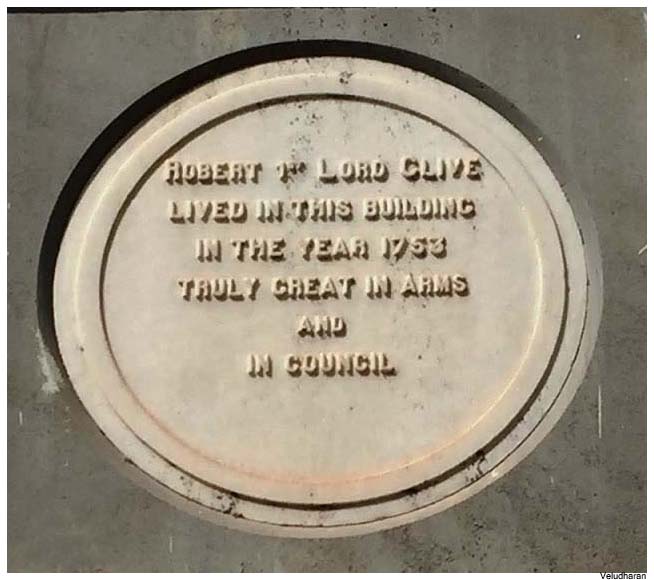 ROBERT 1ST LORD CLIVE
LIVED IN THIS BUILDING
IN THE YEAR 1753
TRULY GREAT IN ARMS
AND
IN COUNCIL
Veludharan